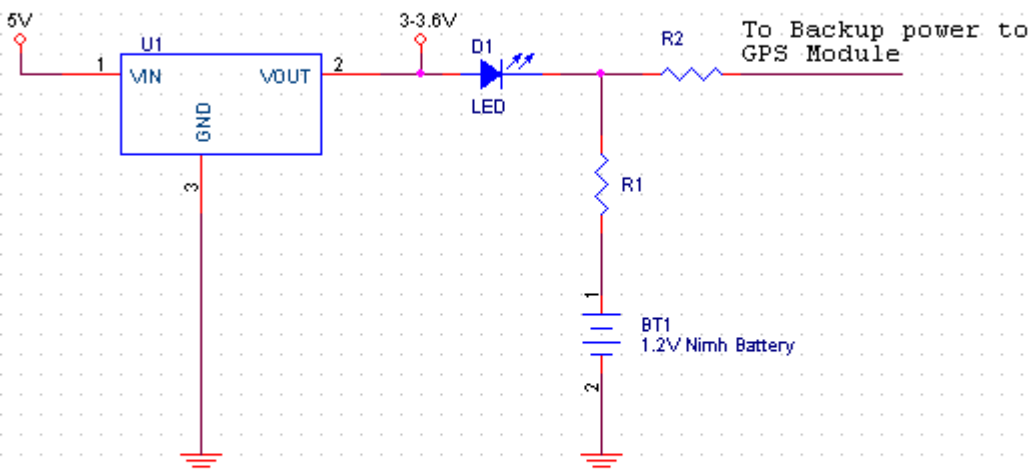 5V
3-3.6V
To Backup power to
GPS Module
U1
D1
R2
1
VIN
VOUT
2
LED
GND
3
R1
1
BT1
1.2V Nimh Battery
2